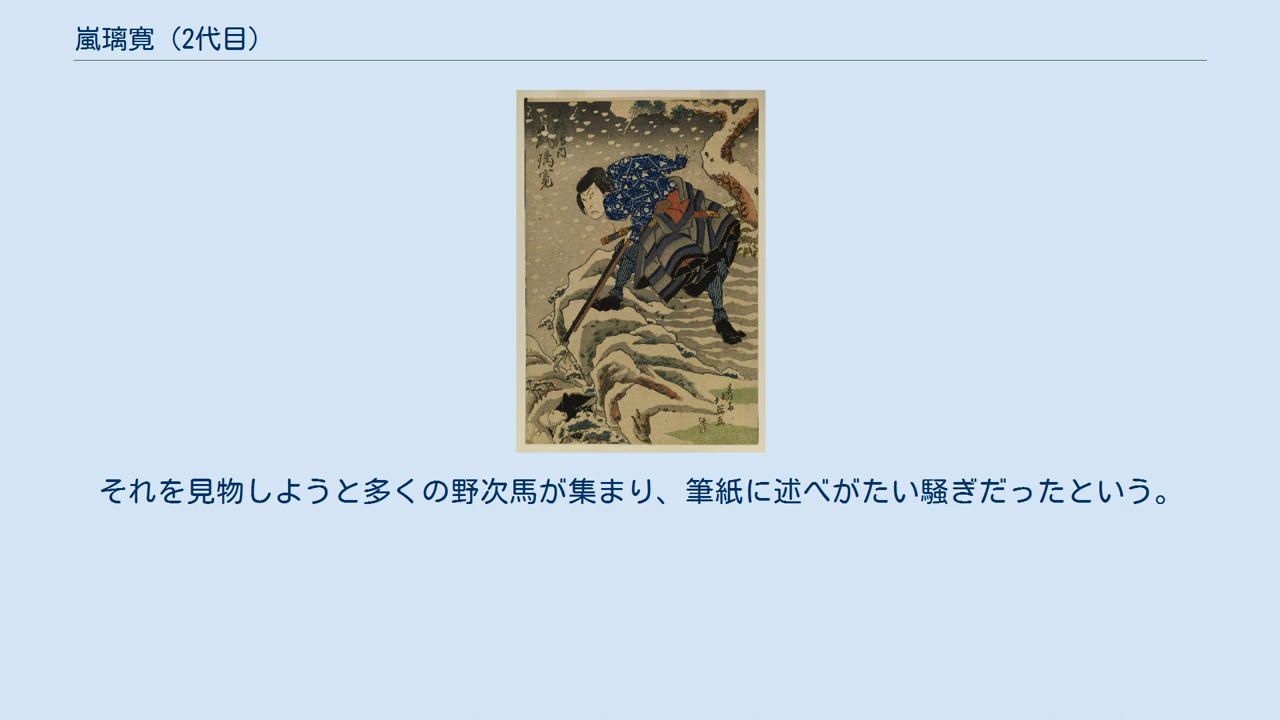 嵐璃寛（2代目）
璃寛
それを見物しようと多くの野次馬が集まり、筆紙に述べがたい騒ぎだったという。